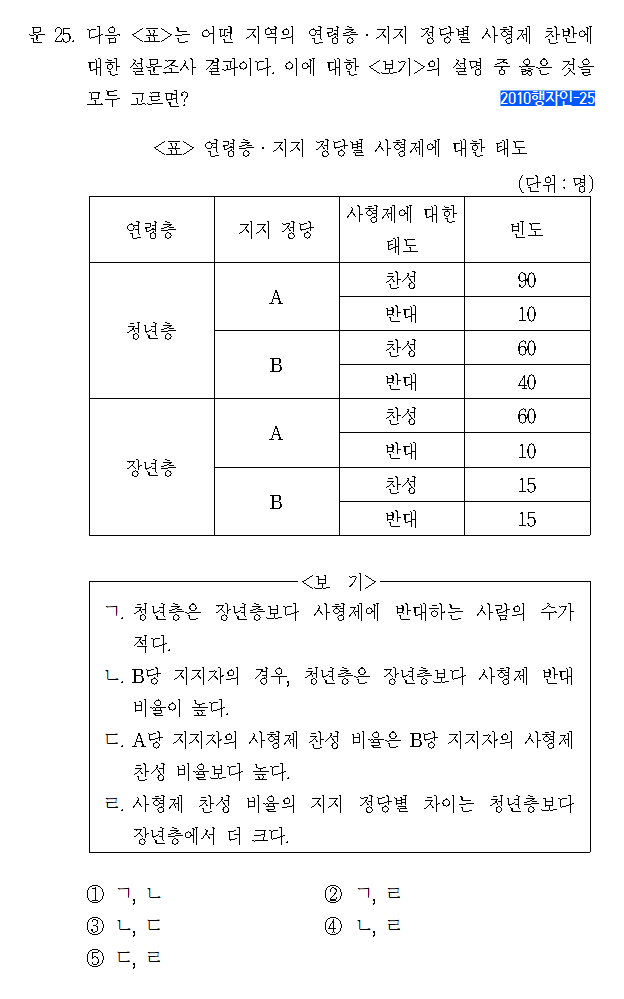 문 25. 다음 <표>는 어떤 지역의 연령층·지지 정당별 사형제 찬반에
대한 설문조사 결과이다. 이에 대한 <보기>의 설명 중 옳은 것을
모두 고르면?
2010행자인-25
<표> 연령층·지지 정당별 사형제에 대한 태도
(단위 : 명)
연령층 지지 정당 사형제에 대한 태도 빈도
청년층 A 찬성 90
반대 10
B 찬성 60
반대 40
장년층 A 찬성 60
반대 10
B 찬성 15
반대 15
<보 기>
ㄱ. 청년층은 장년층보다 사형제에 반대하는 사람의 수가
적다.
ㄴ. B당 지지자의 경우, 청년층은 장년층보다 사형제 반대
비율이 높다.
ㄷ. A당 지지자의 사형제 찬성 비율은 B당 지지자의 사형제
찬성 비율보다 높다.
ㄹ. 사형제 찬성 비율의 지지 정당별 차이는 청년층보다
장년층에서 더 크다.
① ㄱ, ㄴ ② ㄱ, ㄹ
③ ㄴ, ㄷ ④ ㄴ, ㄹ
⑤ ㄷ, ㄹ